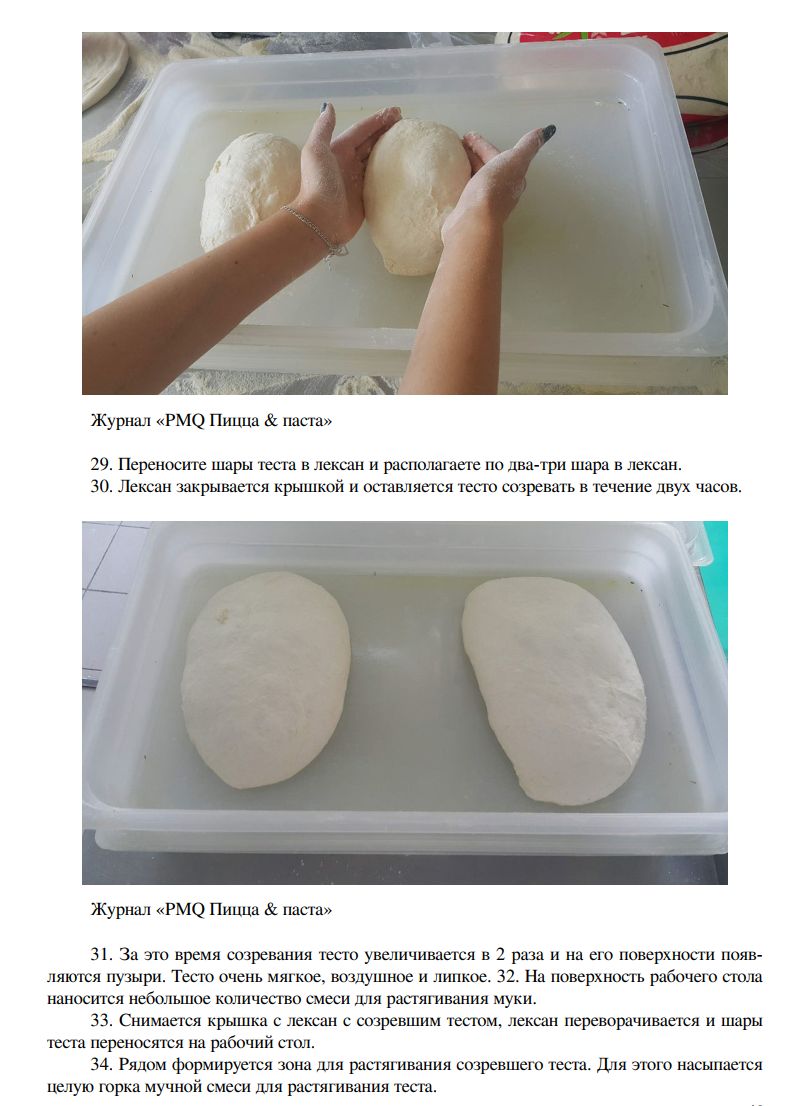 Журнал «PMQ Пицца & паста»
29. Переносите шары теста в лексан и располагаете по два-три шара в лексан.
30. Лексан закрывается крышкой и оставляется тесто созревать в течение двух часов.
Журнал «PMQ Пицца & паста»
31. За это время созревания тесто увеличивается в 2 раза и на его поверхности появ-
ляются пузыри. Тесто очень мягкое, воздушное и липкое. 32. На поверхность рабочего стола
наносится небольшое количество смеси для растягивания муки.
33. Снимается крышка с лексан с созревшим тестом, лексан переворачивается и шары
теста переносятся на рабочий стол.
34. Рядом формируется зона для растягивания созревшего теста. Для этого насыпается
целую горка мучной смеси для растягивания теста.